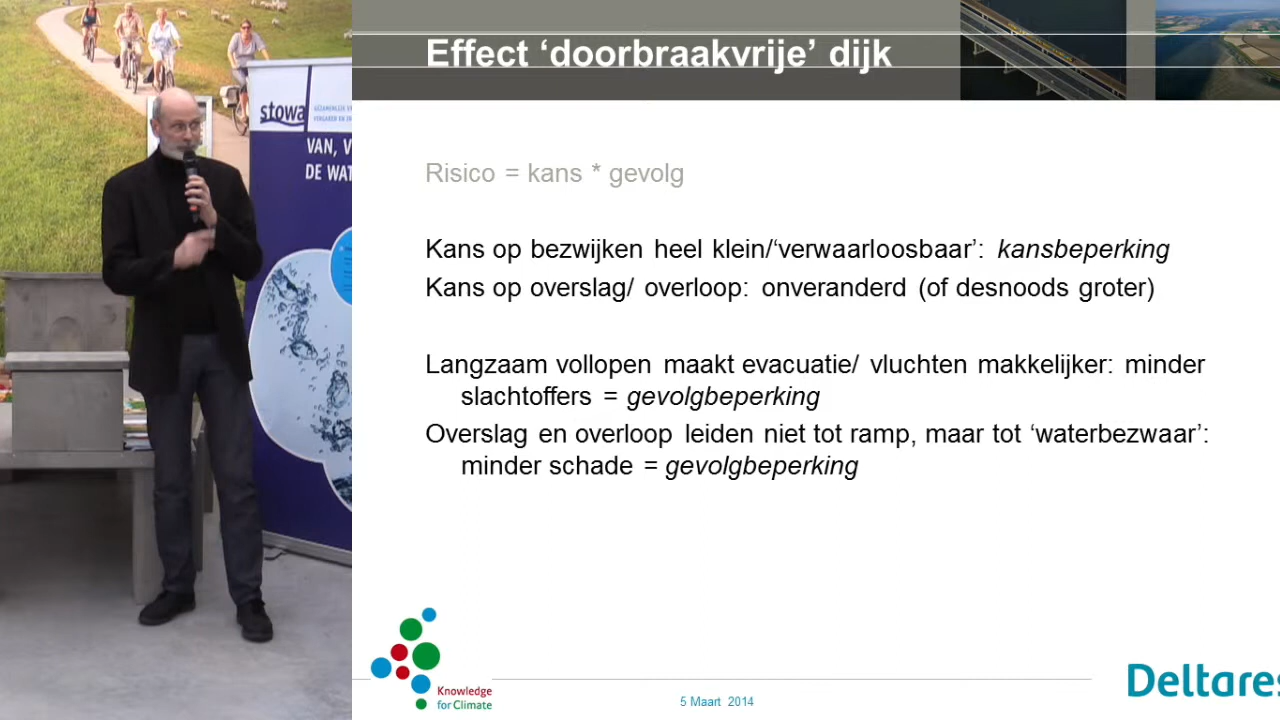 Effect ‘doorbraakvrije’ dijk
Risico = kans * gevolg
Kans op bezwijken heel klein/‘verwaarloosbaar’: kansbeperking
Kans op overslag/ overloop: onveranderd (of desnoods groter)
Langzaam vollopen maakt evacuatie/ vluchten makkelijker: minder
slachtoffers = gevolgbeperking
Overslag en overloop leiden niet tot ramp, maar tot ‘waterbezwaar’:
minder schade = gevolgbeperking
Knowledge
for Climate
5 Maart 2014
Deltares
stowa
VAN, V
DE WAT